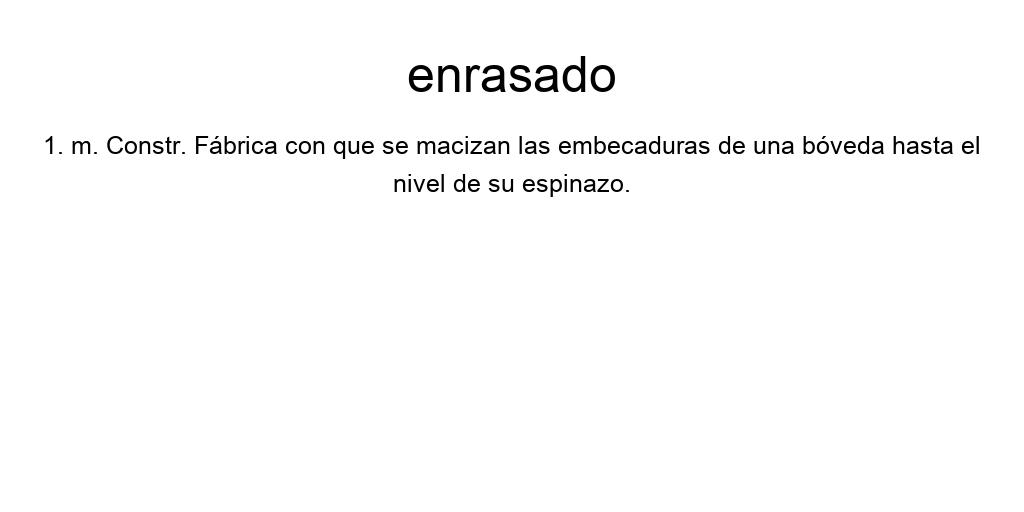 enrasado
1. m. Constr. Fábrica con que se macizan las embecaduras de una bóveda hasta el
nivel de su espinazo.